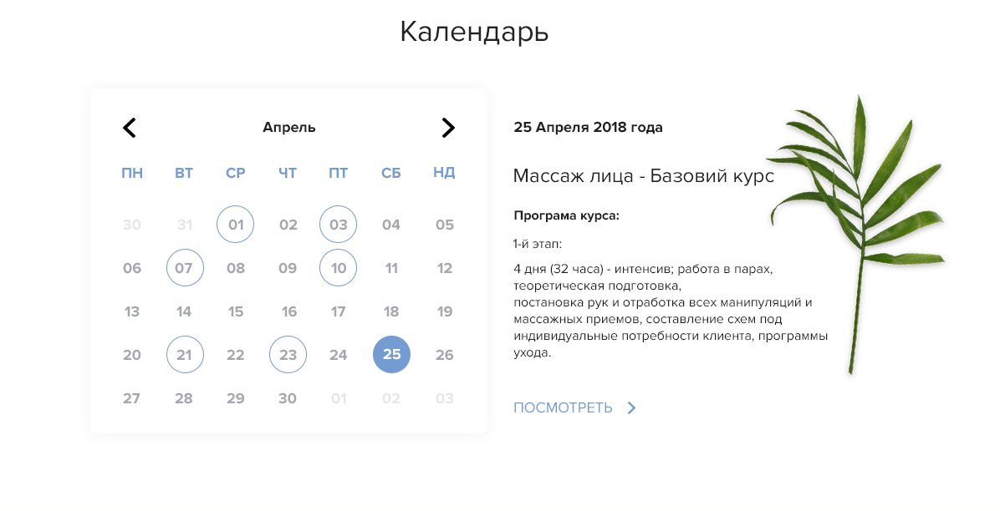 Календарь
Апрель
ПН ВТ СР ЧТ ПТ СБ НД
30 31 01 02 03 04 05
06 07 08 09 10 11 12
13 14 15 16 17 18 19
20 21 22 23 24 25 26
27 28 29 30 01 02 03
25 Апреля 2018 года
Массаж лица - Базовий курс
Програма курса:
1-й этап:
4 дня (32 часа) - интенсив; работа в парах,
теоретическая подготовка,
постановка рук и отработка всех манипуляций и
массажных приемов, составление схем под
индивидуальные потребности клиента, программы
ухода.
ПОСМОТРЕТЬ